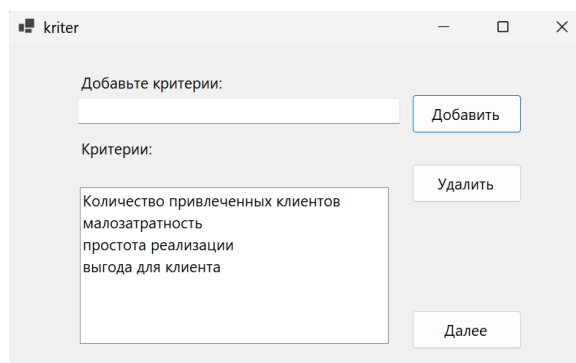 kriter
Добавьте критерии:
Добавить
Критерии:
Удалить
Количество привлеченных клиентов
малозатратность
простота реализации
выгода для клиента
Далее